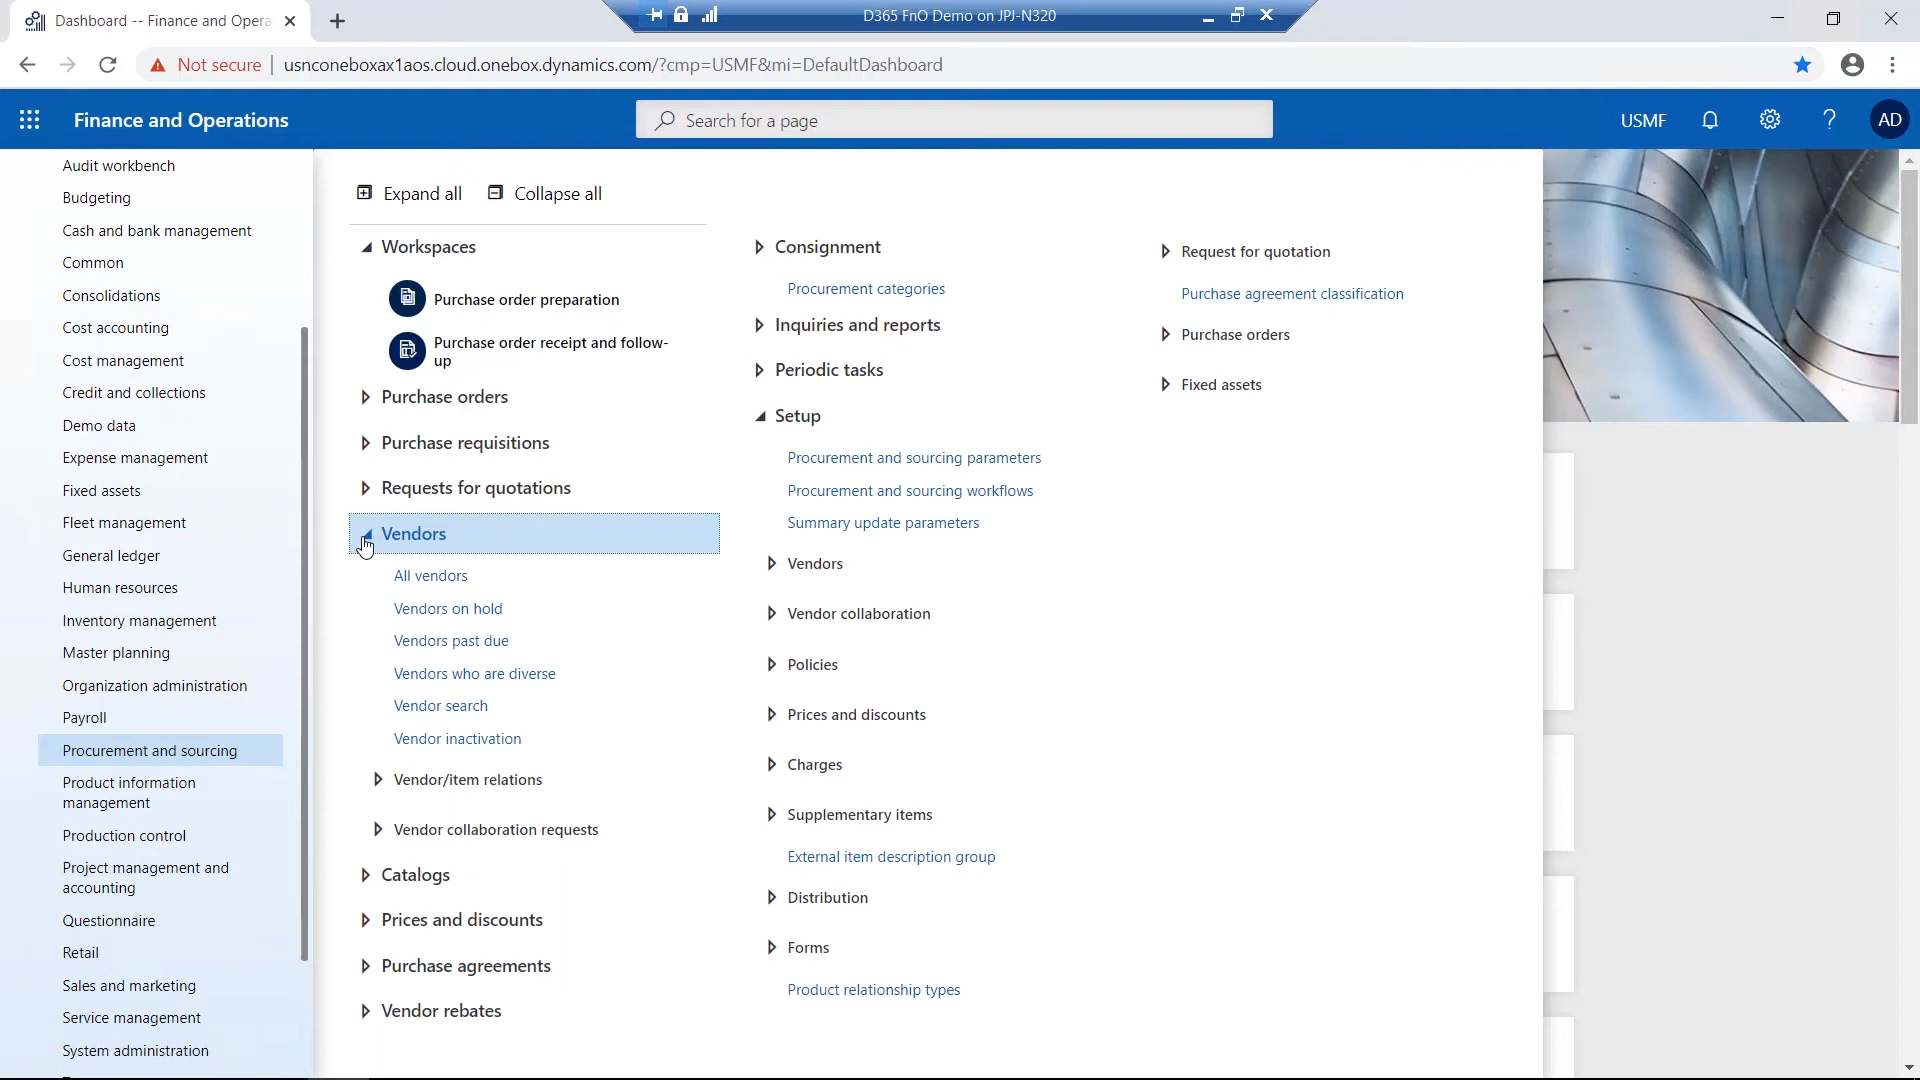 Dashboard -- Finance and Opera
D365 FnO Demo on JPJ-N320
Not secure
usnconeboxax1aos.cloud.onebox.dynamics.com/?cmp=USMF&mi=DefaultDashboard
Finance and Operations
Search for a page
USMF
?
AD
Audit workbench
Budgeting
Cash and bank management
Common
Consolidations
Cost accounting
Cost management
Credit and collections
Demo data
Expense management
Fixed assets
Fleet management
General ledger
Human resources
Inventory management
Master planning
Organization administration
Payroll
Procurement and sourcing
Product information
management
Production control
Project management and
accounting
Questionnaire
Retail
Sales and marketing
Service management
System administration
Expand all
Collapse all
Workspaces
Purchase order preparation
Purchase order receipt and follow-
up
Purchase orders
Purchase requisitions
Requests for quotations
Vendors
All vendors
Vendors on hold
Vendors past due
Vendors who are diverse
Vendor search
Vendor inactivation
Vendor/item relations
Vendor collaboration requests
Catalogs
Prices and discounts
Purchase agreements
Vendor rebates
Consignment
Procurement categories
Inquiries and reports
Periodic tasks
Setup
Procurement and sourcing parameters
Procurement and sourcing workflows
Summary update parameters
Vendors
Vendor collaboration
Policies
Prices and discounts
Charges
Supplementary items
External item description group
Distribution
Forms
Product relationship types
Request for quotation
Purchase agreement classification
Purchase orders
Fixed assets